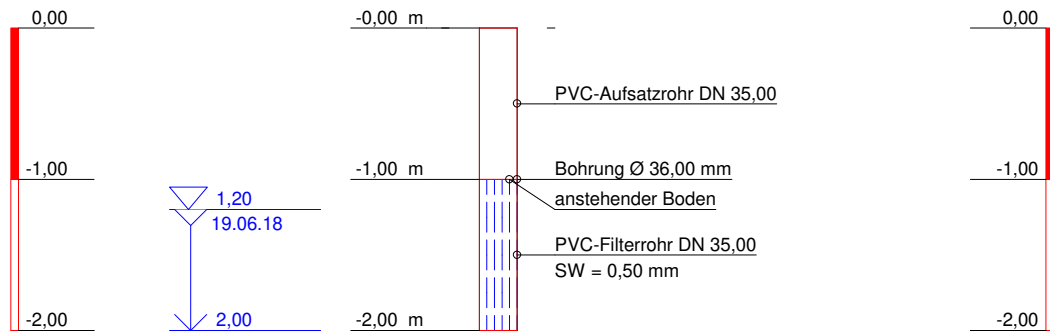 0,00
-0,00 m
0,00
PVC-Aufsatzrohr DN 35,00
-1,00
-1,00 m
Bohrung Ø 36,00 mm
-1,00
1,20
anstehender Boden
19.06.18
PVC-Filterrohr DN 35,00
SW = 0,50 mm
-2,00
2,00
-2,00 m
-2,00